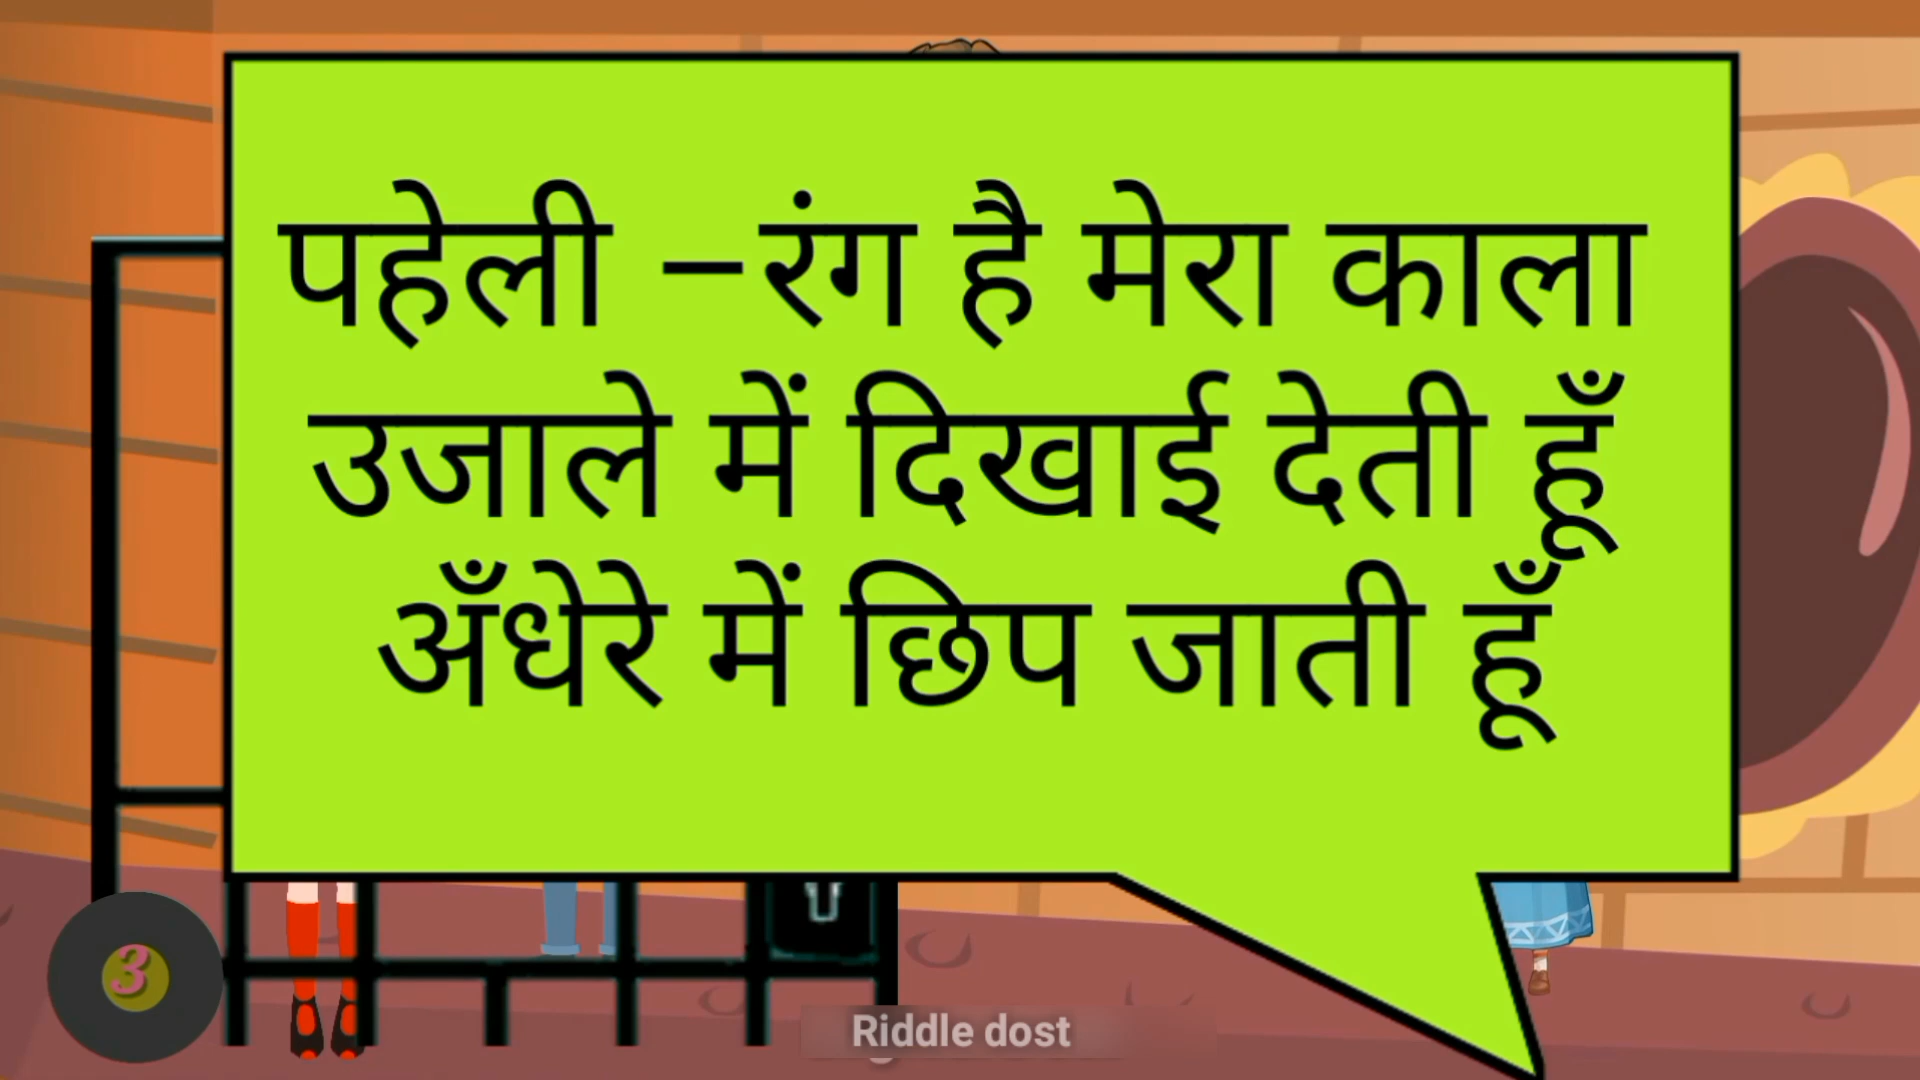 पहेली –रंग है मेरा काला
उजाले में दिखाई देती हूँ
अँधेरे में छिप जाती हूँ
3
Riddle dost